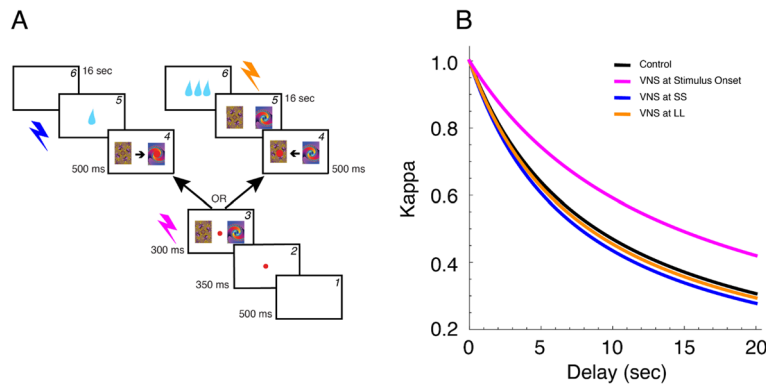 A
6
16 sec
5
4
500 ms
6
5
16 sec
4
500 ms
OR
3
300 ms
2
350 ms
1
500 ms
B
Kappa
1.0
0.8
0.6
0.4
0.2
Control
VNS at Stimulus Onset
VNS at SS
VNS at LL
0 5 10 15 20
Delay (sec)